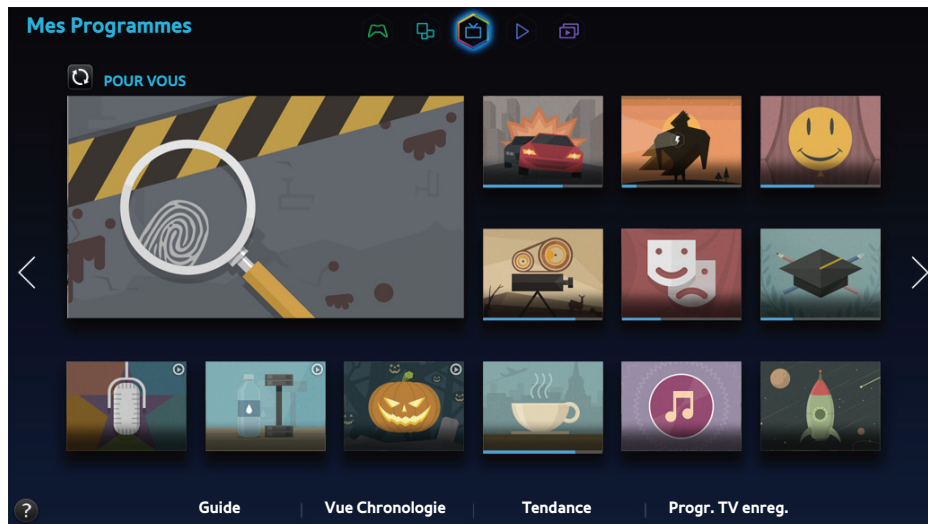 Mes Programmes
POUR VOUS
?
Guide
Vue Chronologie
Tendance
Progr. TV enreg.